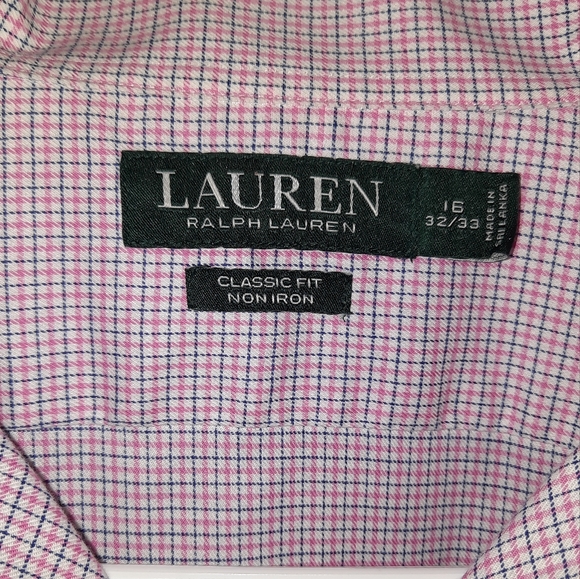 LAUREN
RALPH LAUREN
16
32/33
MADE IN
SRI LANKA
CLASSIC FIT
NON IRON